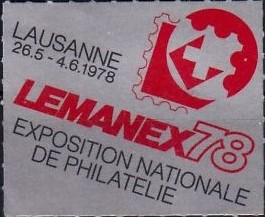 LAUSANNE
26.5-4.6.1978
LEMANEX78
EXPOSITION NATIONALE
DE PHILATELIE